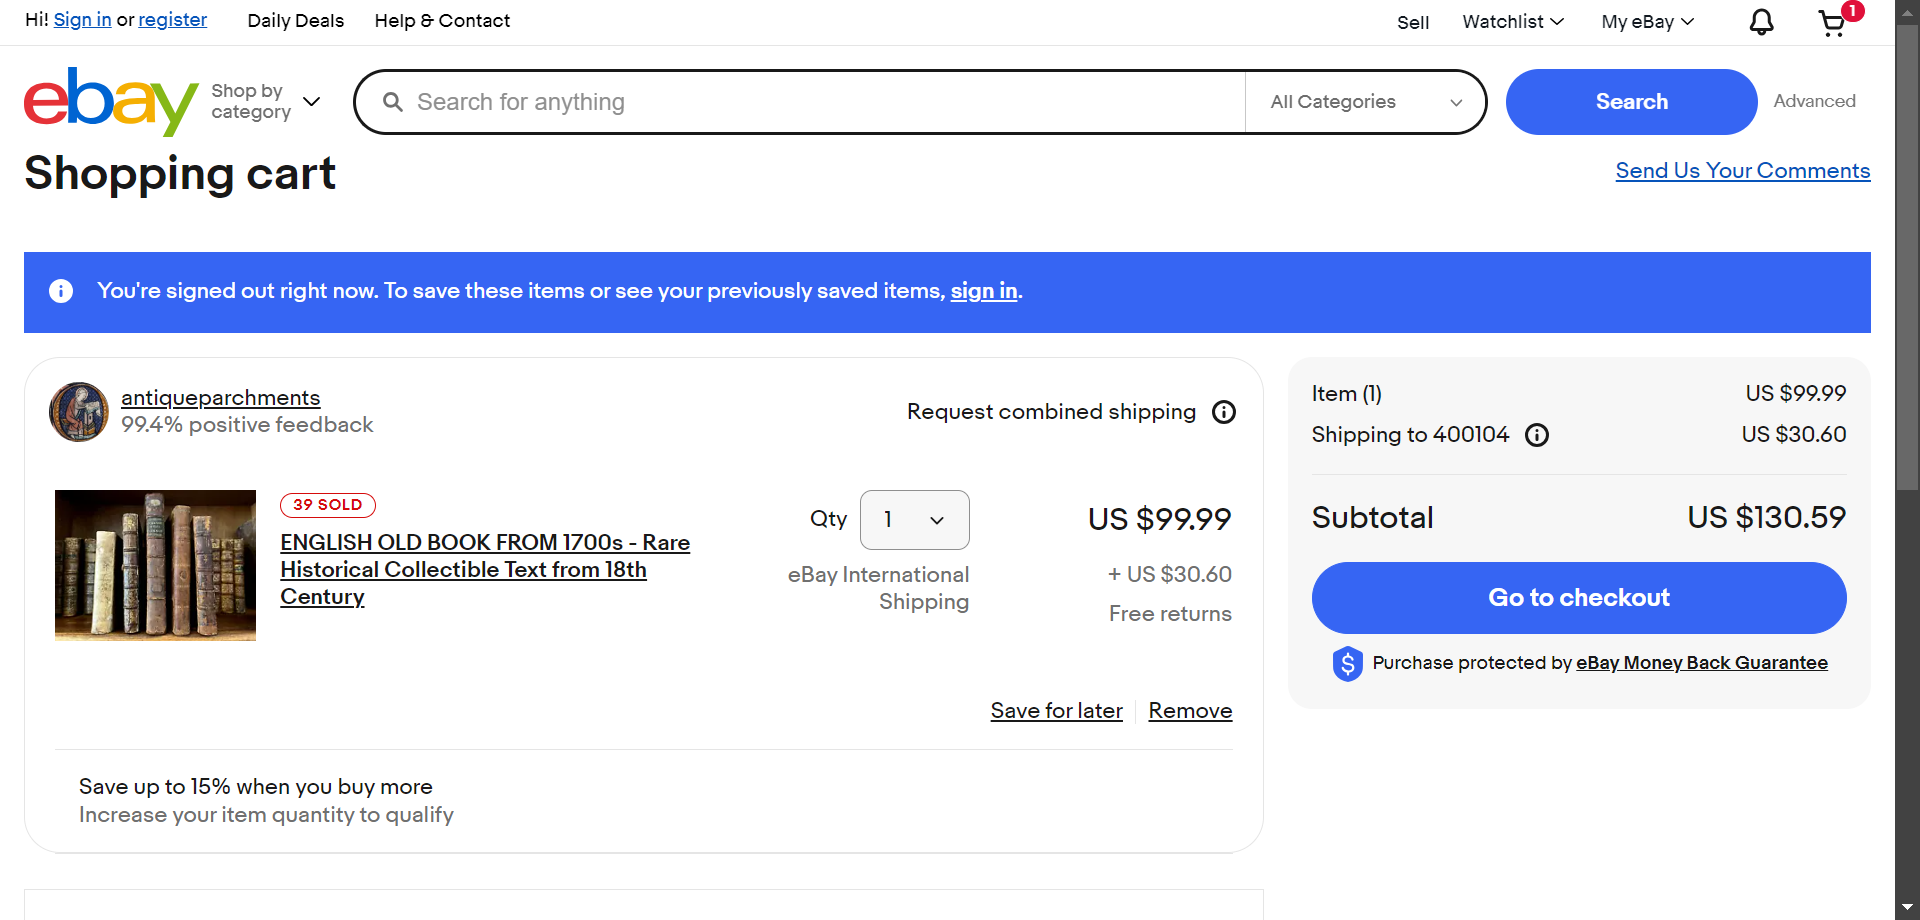 Hi! Sign in or register
Daily Deals
Help & Contact
Sell
Watchlist
My eBay
1
ebay
Shop by
category
Search for anything
All Categories
Search
Advanced
Shopping cart
Send Us Your Comments
You're signed out right now. To save these items or see your previously saved items, sign in.
antiqueparchments
99.4% positive feedback
Request combined shipping
39 SOLD
ENGLISH OLD BOOK FROM 1700s - Rare
Historical Collectible Text from 18th
Century
Qty
1
US $99.99
eBay International
Shipping
+ US $30.60
Free returns
Save for later
Remove
Save up to 15% when you buy more
Increase your item quantity to qualify
Item (1)
US $99.99
Shipping to 400104
US $30.60
Subtotal
US $130.59
Go to checkout
Purchase protected by eBay Money Back Guarantee